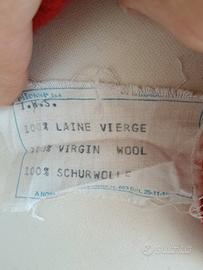 T.H.S.
100% LAINE VIERGE
100% VIRGIN WOOL
100% SCHURWOLLE